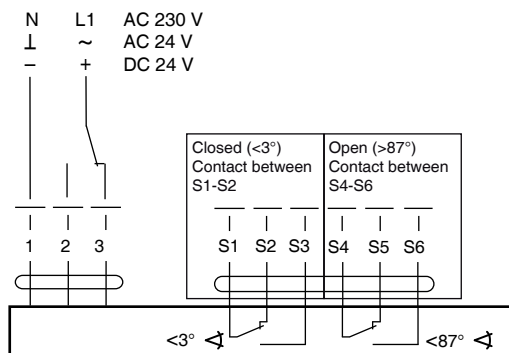 N L1 AC 230 V
⊥ ~ AC 24 V
– + DC 24 V
Closed (<3°)
Contact between
S1-S2
Open (>87°)
Contact between
S4-S6
1 2 3
S1 S2 S3 S4 S5 S6
<3°
<87°